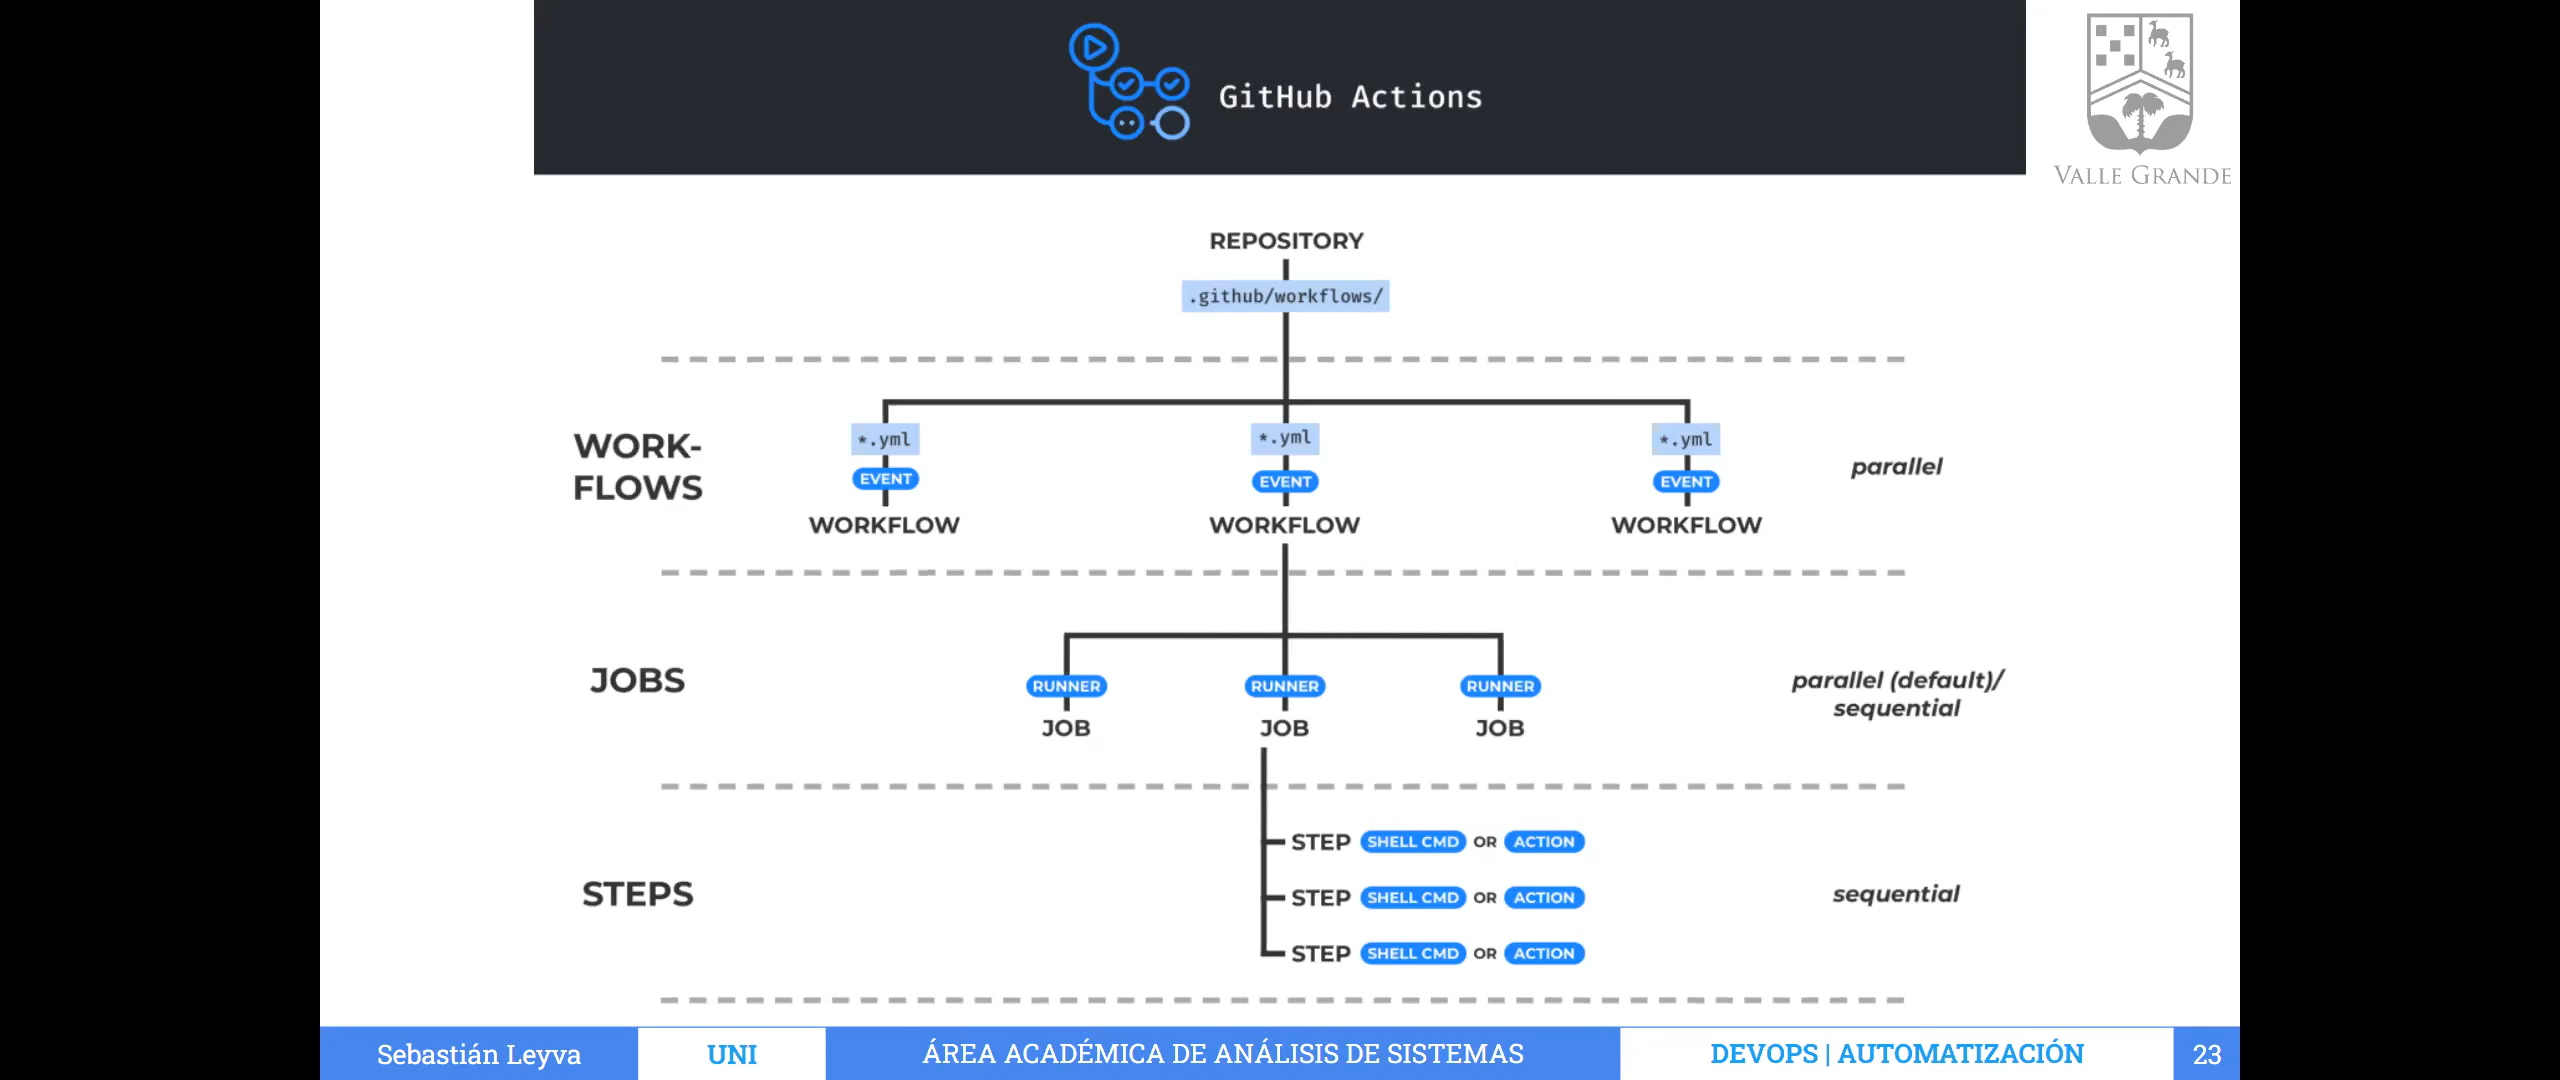 GitHub Actions
VALLE GRANDE
REPOSITORY
.github/workflows/
WORK-
FLOWS
*.yml
*.yml
*.yml
EVENT
EVENT
EVENT
WORKFLOW
WORKFLOW
WORKFLOW
parallel
JOBS
RUNNER
RUNNER
RUNNER
JOB
JOB
JOB
parallel (default)/
sequential
STEPS
STEP SHELL CMD OR ACTION
STEP SHELL CMD OR ACTION
STEP SHELL CMD OR ACTION
sequential
Sebastián Leyva
UNI
ÁREA ACADÉMICA DE ANÁLISIS DE SISTEMAS
DEVOPS | AUTOMATIZACIÓN
23